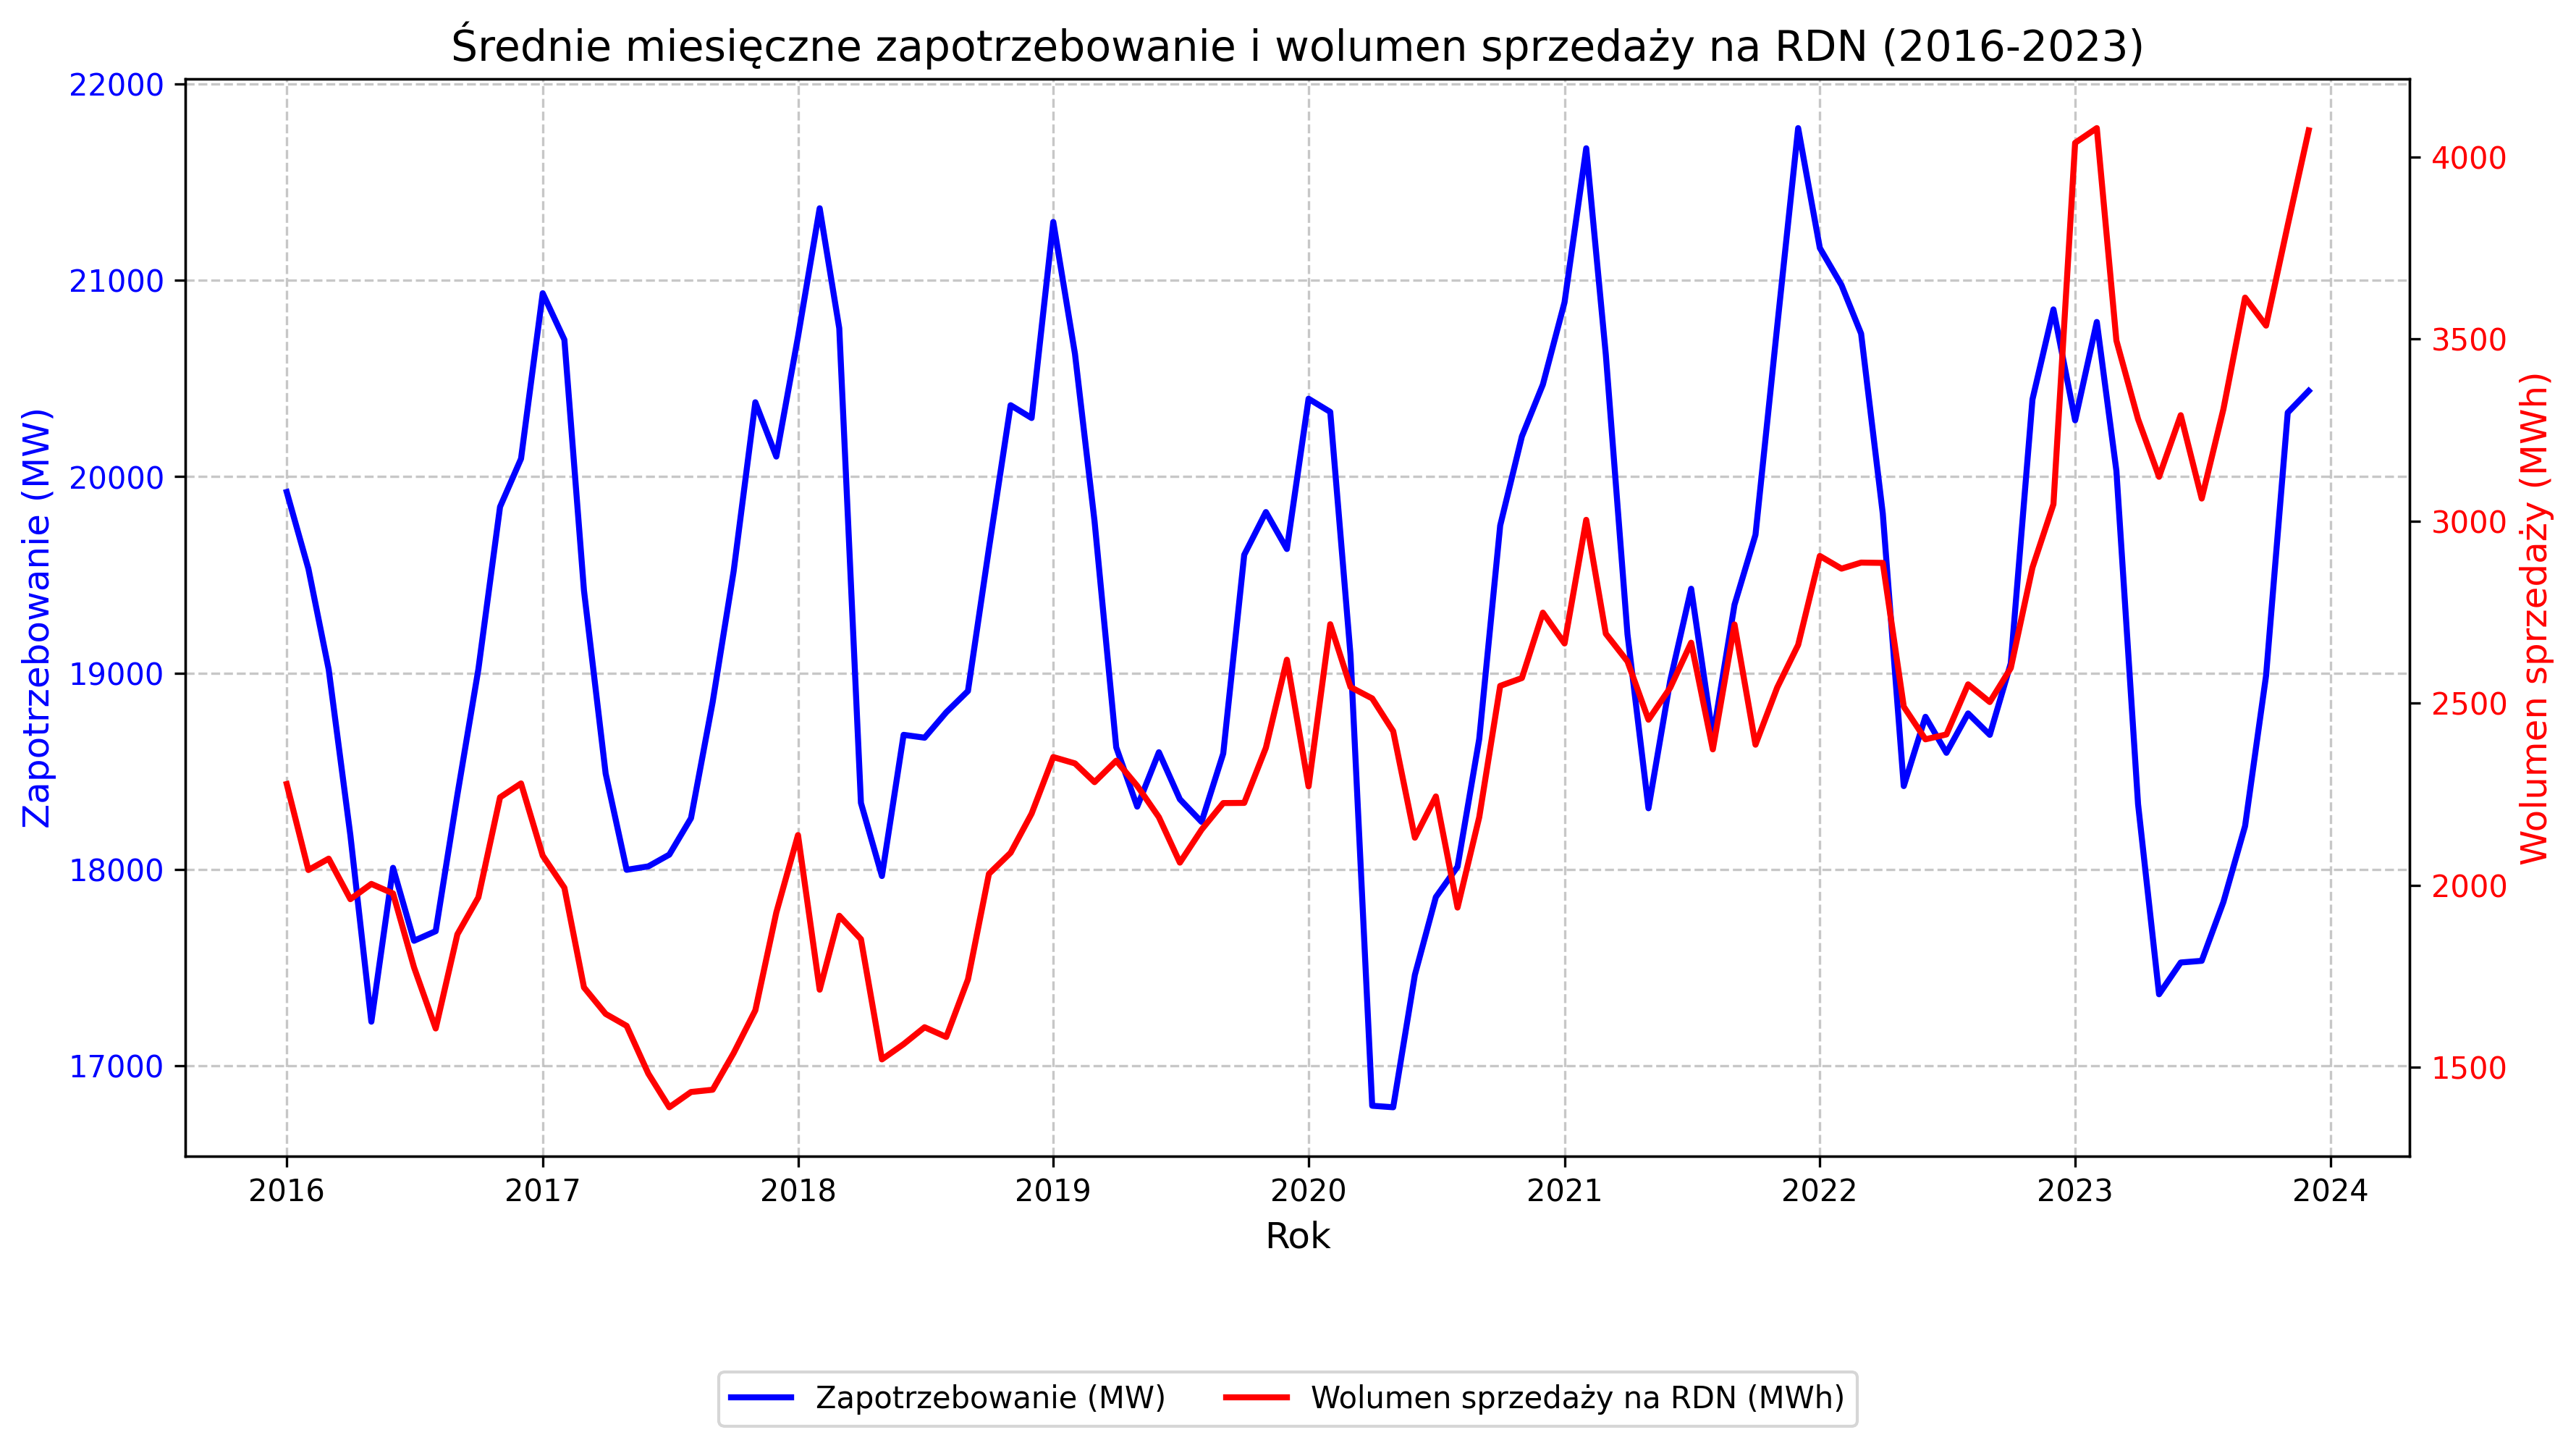 Średnie miesięczne zapotrzebowanie i wolumen sprzedaży na RDN (2016-2023)
Zapotrzebowanie (MW)
22000
21000
20000
19000
18000
17000
4000
3500
3000
2500
2000
1500
Wolumen sprzedaży (MWh)
2016 2017 2018 2019 2020 2021 2022 2023 2024
Rok
Zapotrzebowanie (MW) Wolumen sprzedaży na RDN (MWh)